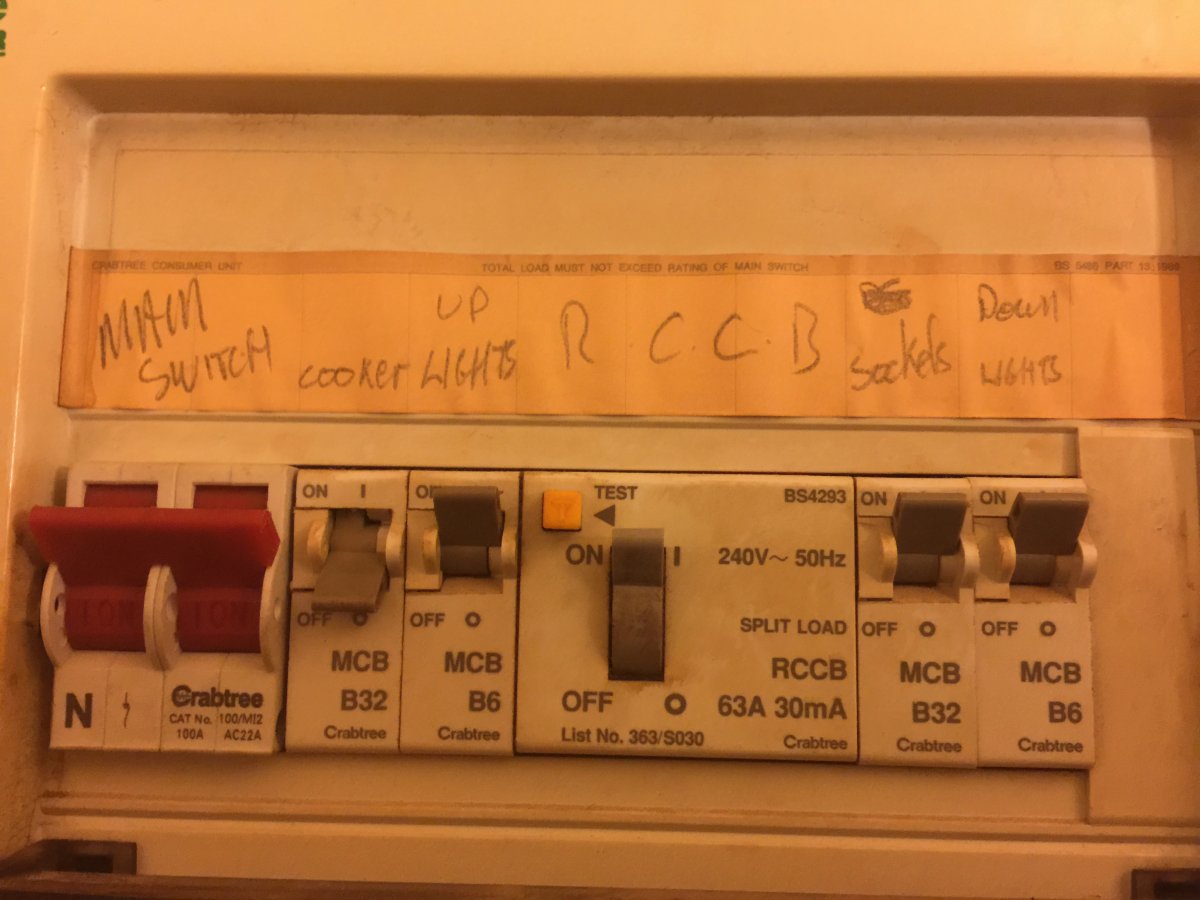 CRABTREE CONSUMER UNIT
TOTAL LOAD MUST NOT EXCEED RATING OF MAIN SWITCH
BS 5486 PART 13:1989
MAIN
SWITCH
cooker
UP
LIGHTS
R.C.C.B
Sockets
Down
LIGHTS
N
Crabtree
CAT No. 100/MI2
100A AC22A
ON I
OFF O
MCB
B32
Crabtree
ON
OFF O
MCB
B6
Crabtree
TEST
BS4293
ON I
240V~ 50Hz
SPLIT LOAD
RCCB
OFF O
63A 30mA
List No. 363/S030
Crabtree
ON
OFF O
MCB
B32
Crabtree
ON
OFF O
MCB
B6
Crabtree